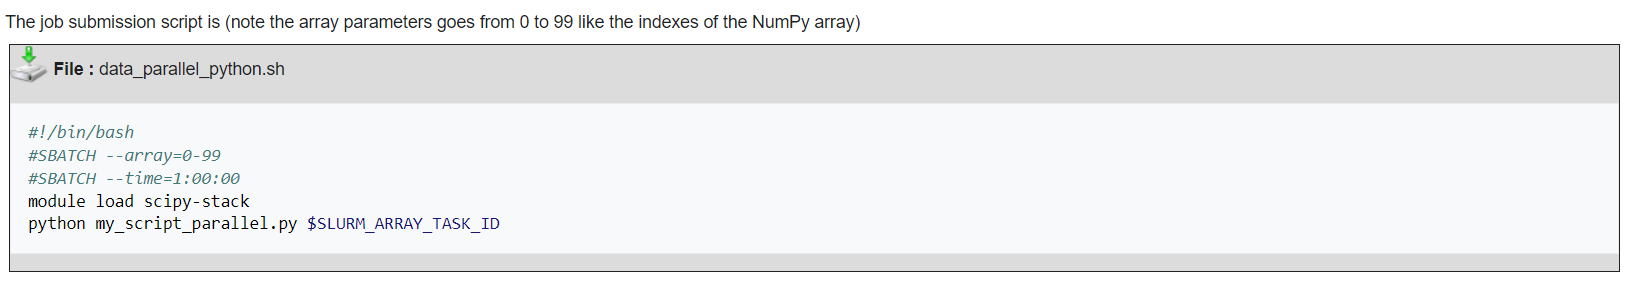 The job submission script is (note the array parameters goes from 0 to 99 like the indexes of the NumPy array)
File : data_parallel_python.sh
#!/bin/bash
#SBATCH --array=0-99
#SBATCH --time=1:00:00
module load scipy-stack
python my_script_parallel.py $SLURM_ARRAY_TASK_ID